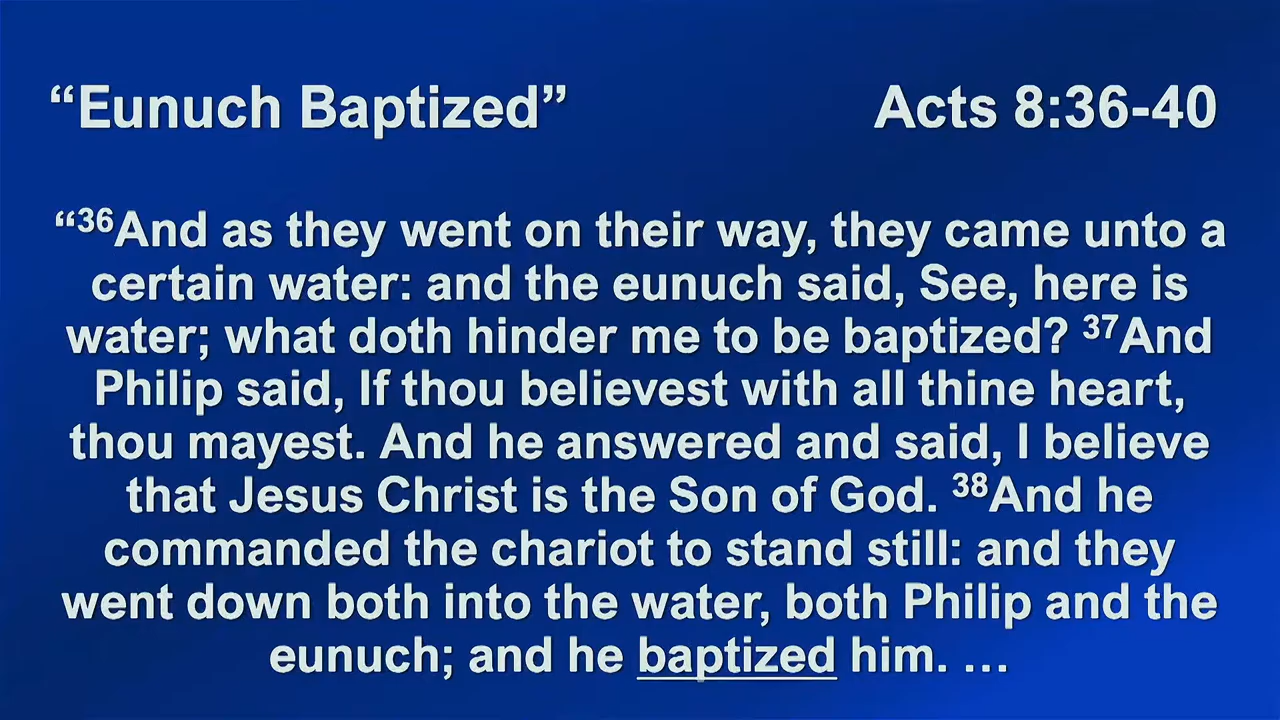 “Eunuch Baptized” Acts 8:36-40
“36And as they went on their way, they came unto a
certain water: and the eunuch said, See, here is
water; what doth hinder me to be baptized? 37And
Philip said, If thou believest with all thine heart,
thou mayest. And he answered and said, I believe
that Jesus Christ is the Son of God. 38And he
commanded the chariot to stand still: and they
went down both into the water, both Philip and the
eunuch; and he baptized him. …